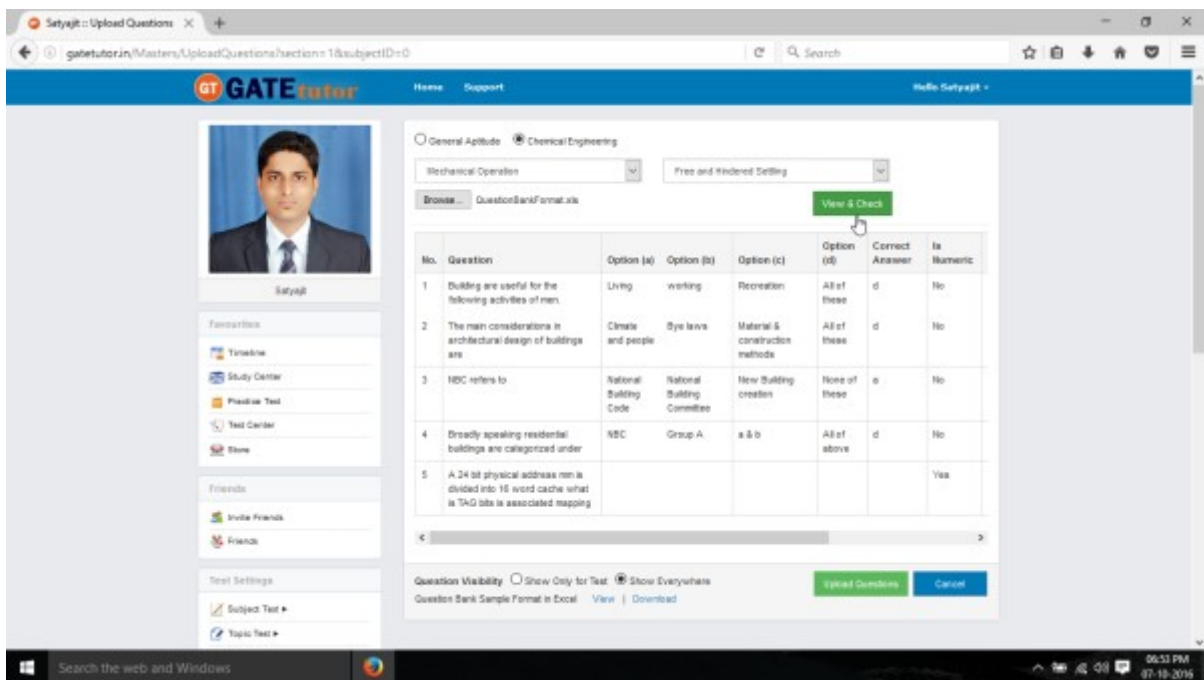 Satyajit :: Upload Questions
gatetutor.in/Masters/UploadQuestions?section=1&subjectID=0
Search
GT GATEtutor
Home Support
Hello Satyajit
General Aptitude Chemical Engineering
Mechanical Operation Free and Hindered Settling
Browse... QuestionBankFormat.xls
View & Check
No. Question Option (a) Option (b) Option (c) Option (d) Correct Answer Is Numeric
1 Building are useful for the following activities of men. Living working Recreation All of these d No
2 The main considerations in architectural design of buildings are Climate and people Bye laws Material & construction methods All of these d No
3 NBC refers to National Building Code National Building Committee New Building creation None of these a No
4 Broadly speaking residential buildings are categorized under NBC Group A a & b All of above d No
5 A 24 bit physical address mm is divided into 16 word cache what is TAG bits is associated mapping Yes
Question Visibility Show Only for Test Show Everywhere
Upload Questions Cancel
Question Bank Sample Format in Excel View | Download
Satyajit
Favourites
Timeline
Study Center
Practise Test
Test Center
Store
Friends
Invite Friends
Friends
Test Settings
Subject Test
Topic Test
Search the web and Windows
06:53 PM
07-10-2016